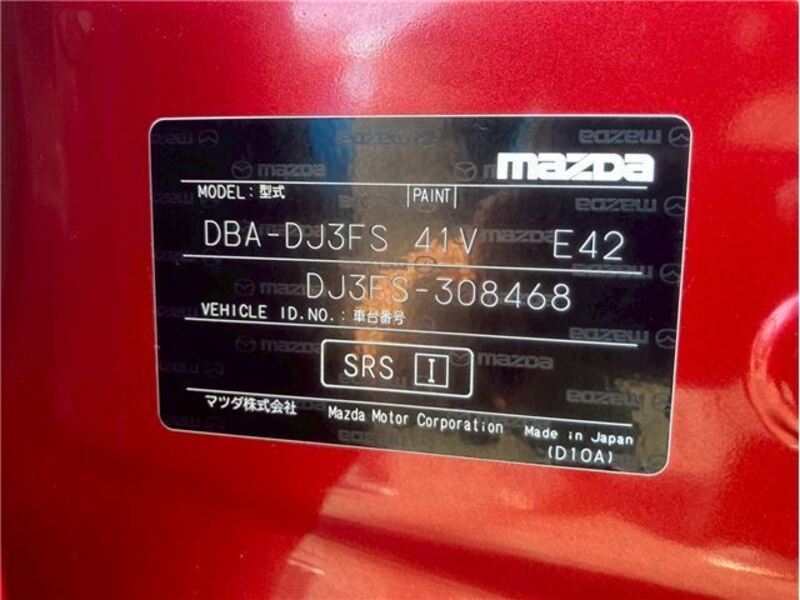 mazda
MODEL:型式 PAINT
DBA-DJ3FS 41V E42
DJ3FS-308468
VEHICLE ID.NO.:車台番号
SRS I
マツダ株式会社 Mazda Motor Corporation Made in Japan
(D10A)